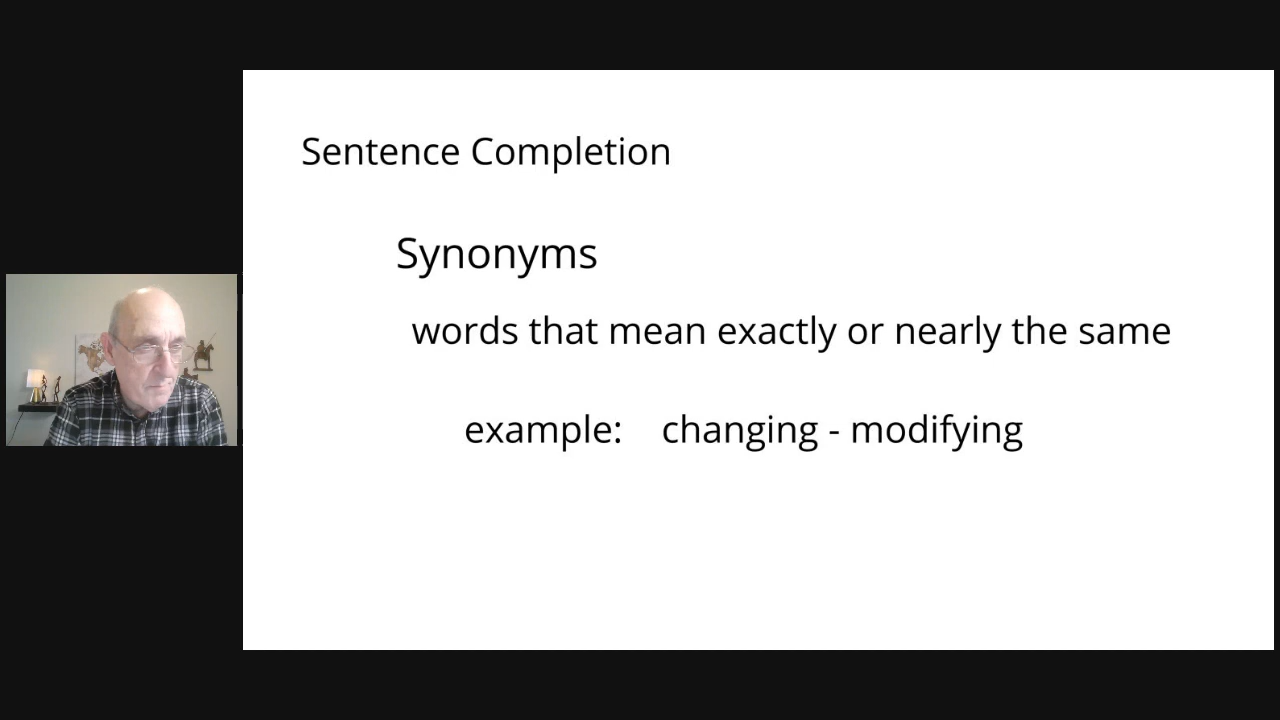 Sentence Completion
Synonyms
words that mean exactly or nearly the same
example: changing - modifying